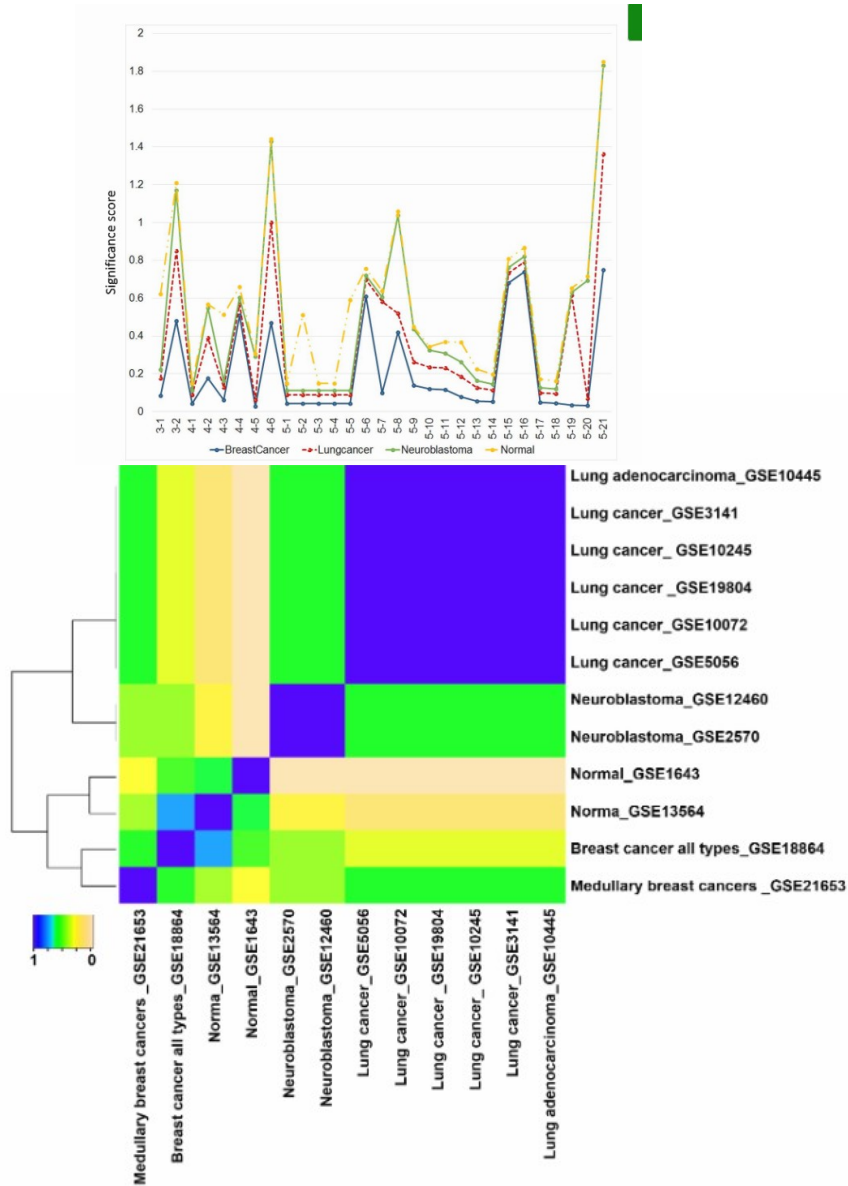 2
1.8
1.6
1.4
1.2
1
0.8
0.6
0.4
0.2
0
Significance score
3-1
3-2
4-1
4-2
4-3
4-4
4-5
4-6
5-1
5-2
5-3
5-4
5-5
5-6
5-7
5-8
5-9
5-10
5-11
5-12
5-13
5-14
5-15
5-16
5-17
5-18
5-19
5-20
5-21
BreastCancer Lungcancer Neuroblastoma Normal
Lung adenocarcinoma_GSE10445
Lung cancer_GSE3141
Lung cancer_ GSE10245
Lung cancer _GSE19804
Lung cancer_GSE10072
Lung cancer_GSE5056
Neuroblastoma_GSE12460
Neuroblastoma_GSE2570
Normal_GSE1643
Norma_GSE13564
Breast cancer all types_GSE18864
Medullary breast cancers _GSE21653
1 0
Medullary breast cancers _GSE21653
Breast cancer all types_GSE18864
Norma_GSE13564
Normal_GSE1643
Neuroblastoma_GSE2570
Neuroblastoma_GSE12460
Lung cancer_GSE5056
Lung cancer_GSE10072
Lung cancer_GSE19804
Lung cancer_ GSE10245
Lung cancer_GSE3141
Lung adenocarcinoma_GSE10445